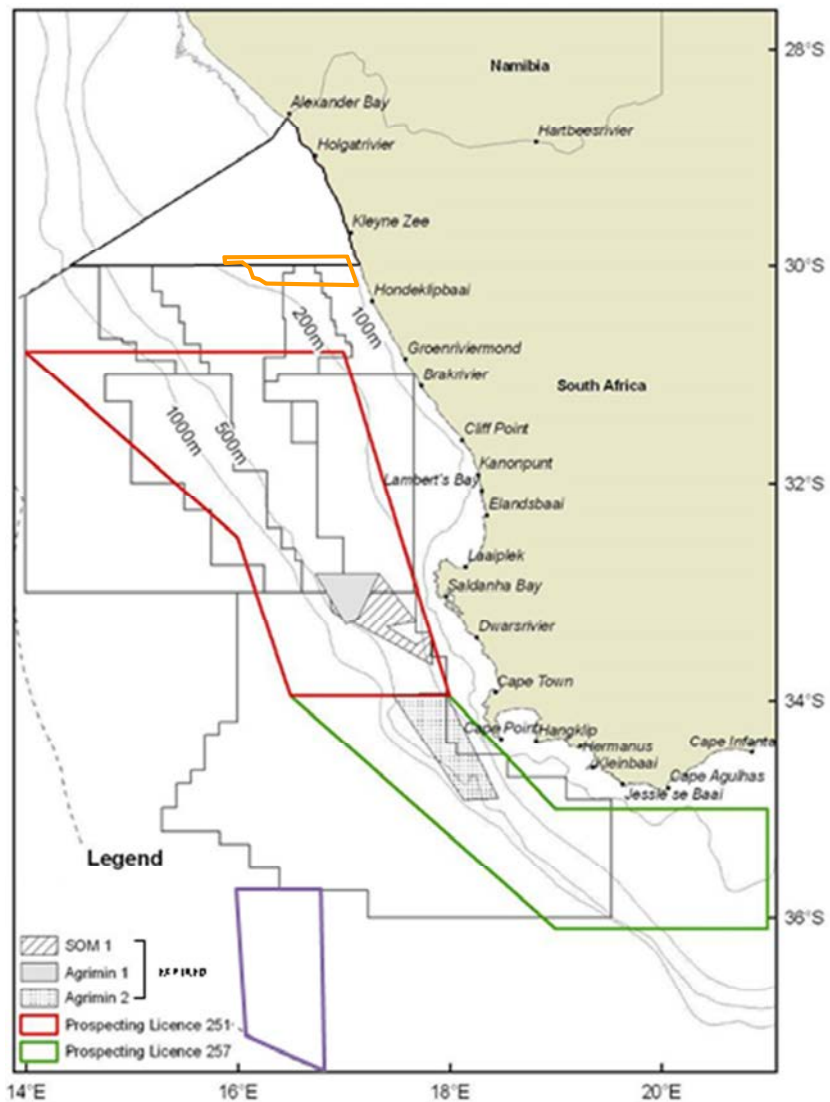 28°S
Namibia
Alexander Bay
Hartbeesrivier
Holgatrivier
Kleyne Zee
30°S
Hondeklipbaai
200m
100m
Groenriviermond
Brakrivier
South Africa
1000m
500m
Cliff Point
Kanonpunt
Lambert's Bay
32°S
Elandsbaai
Laaiplek
Saldanha Bay
Dwarsrivier
Cape Town
34°S
Cape Point
Hangklip
Hermanus
Cape Infanta
Kleinbaai
Cape Agulhas
Jessie se Baai
Legend
36°S
SOM 1
Agrimin 1
Agrimin 2
Prospecting Licence 251
Prospecting Licence 257
14°E
16°E
18°E
20°E